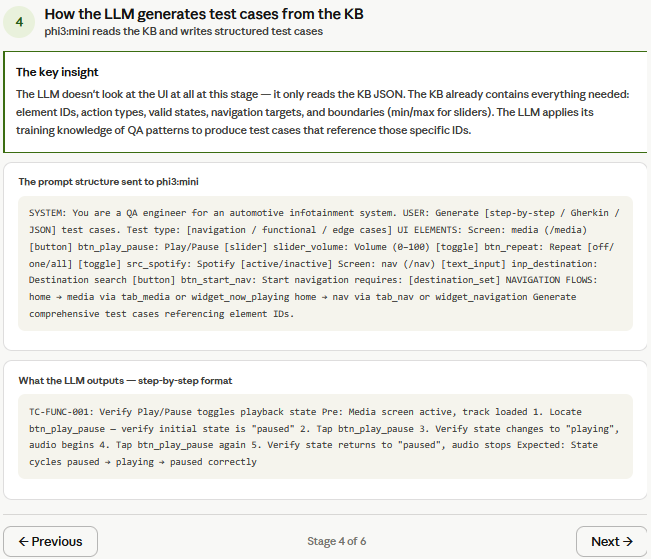 4
How the LLM generates test cases from the KB
phi3:mini reads the KB and writes structured test cases
The key insight
The LLM doesn't look at the UI at all at this stage — it only reads the KB JSON. The KB already contains everything needed:
element IDs, action types, valid states, navigation targets, and boundaries (min/max for sliders). The LLM applies its
training knowledge of QA patterns to produce test cases that reference those specific IDs.
The prompt structure sent to phi3:mini
SYSTEM: You are a QA engineer for an automotive infotainment system. USER: Generate [step-by-step / Gherkin /
JSON] test cases. Test type: [navigation / functional / edge cases] UI ELEMENTS: Screen: media (/media)
[button] btn_play_pause: Play/Pause [slider] slider_volume: Volume (0–100) [toggle] btn_repeat: Repeat [off/
one/all] [toggle] src_spotify: Spotify [active/inactive] Screen: nav (/nav) [text_input] inp_destination:
Destination search [button] btn_start_nav: Start navigation requires: [destination_set] NAVIGATION FLOWS:
home → media via tab_media or widget_now_playing home → nav via tab_nav or widget_navigation Generate
comprehensive test cases referencing element IDs.
What the LLM outputs — step-by-step format
TC-FUNC-001: Verify Play/Pause toggles playback state Pre: Media screen active, track loaded 1. Locate
btn_play_pause — verify initial state is "paused" 2. Tap btn_play_pause 3. Verify state changes to "playing",
audio begins 4. Tap btn_play_pause again 5. Verify state returns to "paused", audio stops Expected: State
cycles paused → playing → paused correctly
← Previous
Stage 4 of 6
Next →